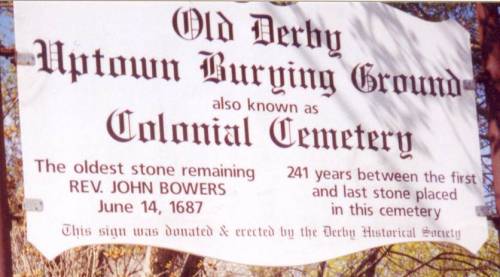 Old Derby
Uptown Burying Ground
also known as
Colonial Cemetery
The oldest stone remaining
REV. JOHN BOWERS
June 14, 1687
241 years between the first
and last stone placed
in this cemetery
This sign was donated & erected by the Derby Historical Society